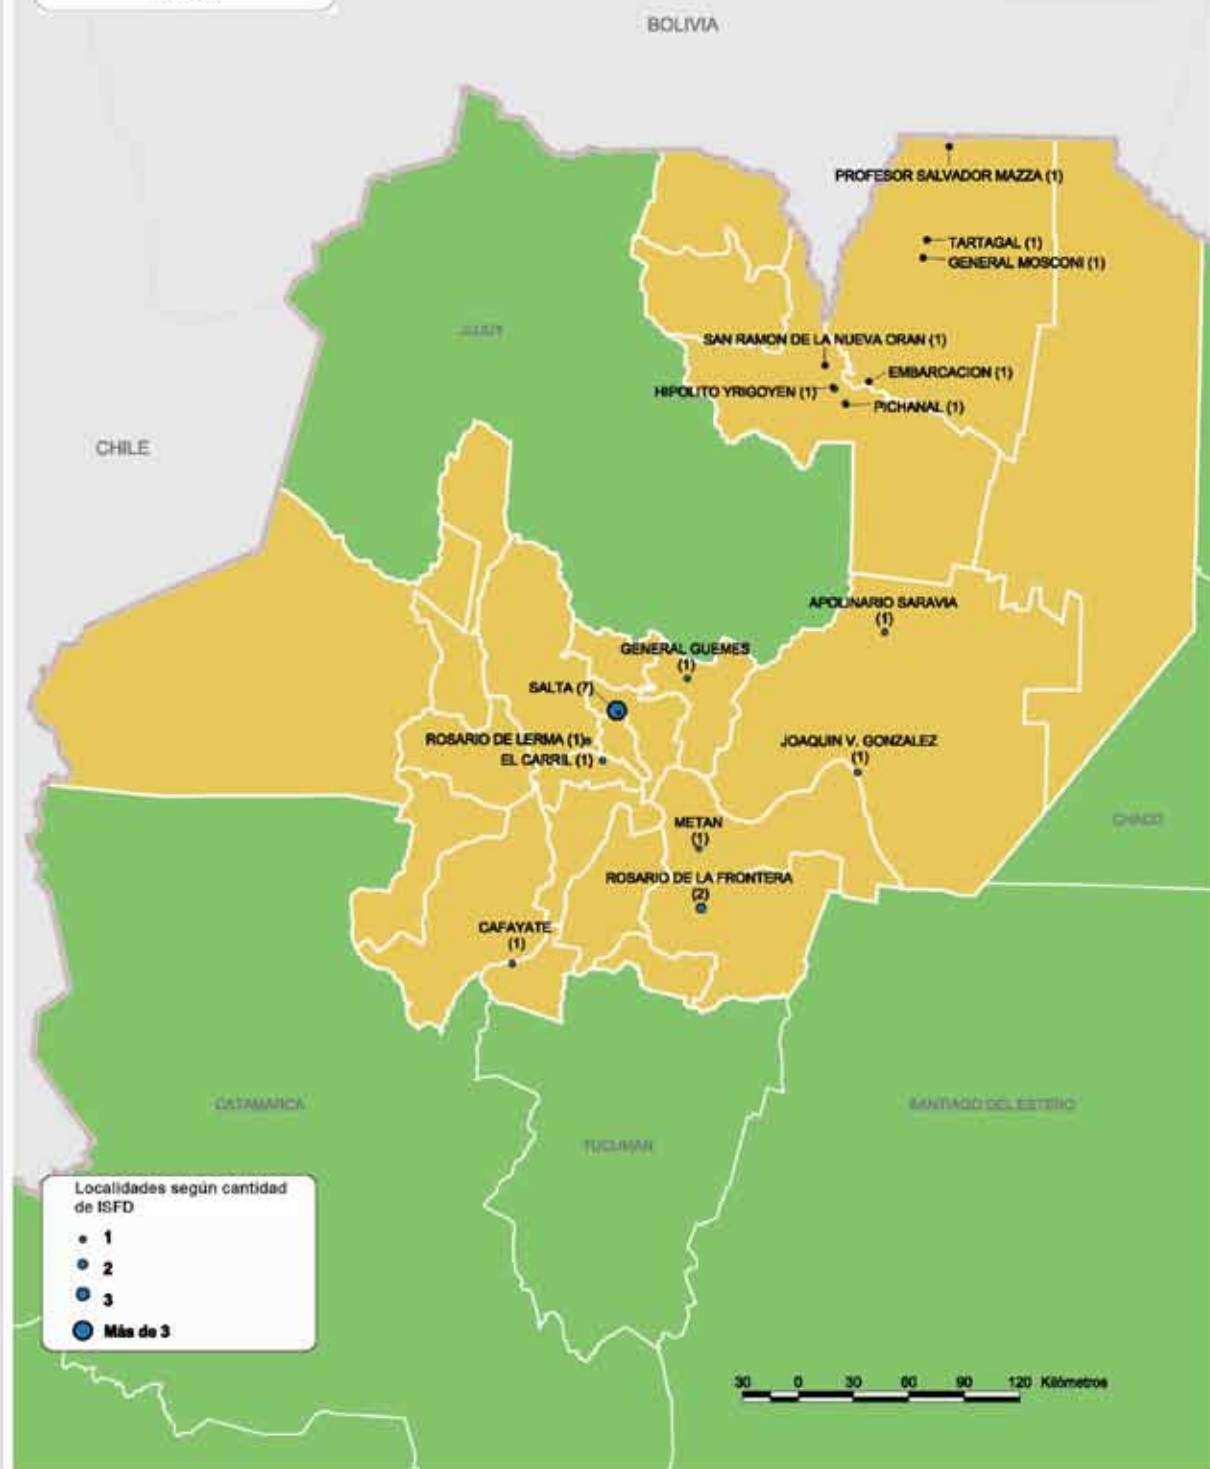 BOLIVIA
PROFESOR SALVADOR MAZZA (1)
TARTAGAL (1)
GENERAL MOSCONI (1)
JUJUY
SAN RAMON DE LA NUEVA ORAN (1)
EMBARCACION (1)
HIPOLITO YRIGOYEN (1)
PICHANAL (1)
CHILE
APOLINARIO SARAVIA
(1)
GENERAL GUEMES
(1)
SALTA (7)
ROSARIO DE LERMA (1)
JOAQUIN V. GONZALEZ
(1)
EL CARRIL (1)
METAN
(1)
CHACO
ROSARIO DE LA FRONTERA
(2)
CAFAYATE
(1)
CATAMARCA
SANTIAGO DEL ESTERO
TUCUMAN
Localidades según cantidad
de ISFD
1
2
3
Más de 3
30 0 30 60 90 120 Kilómetros